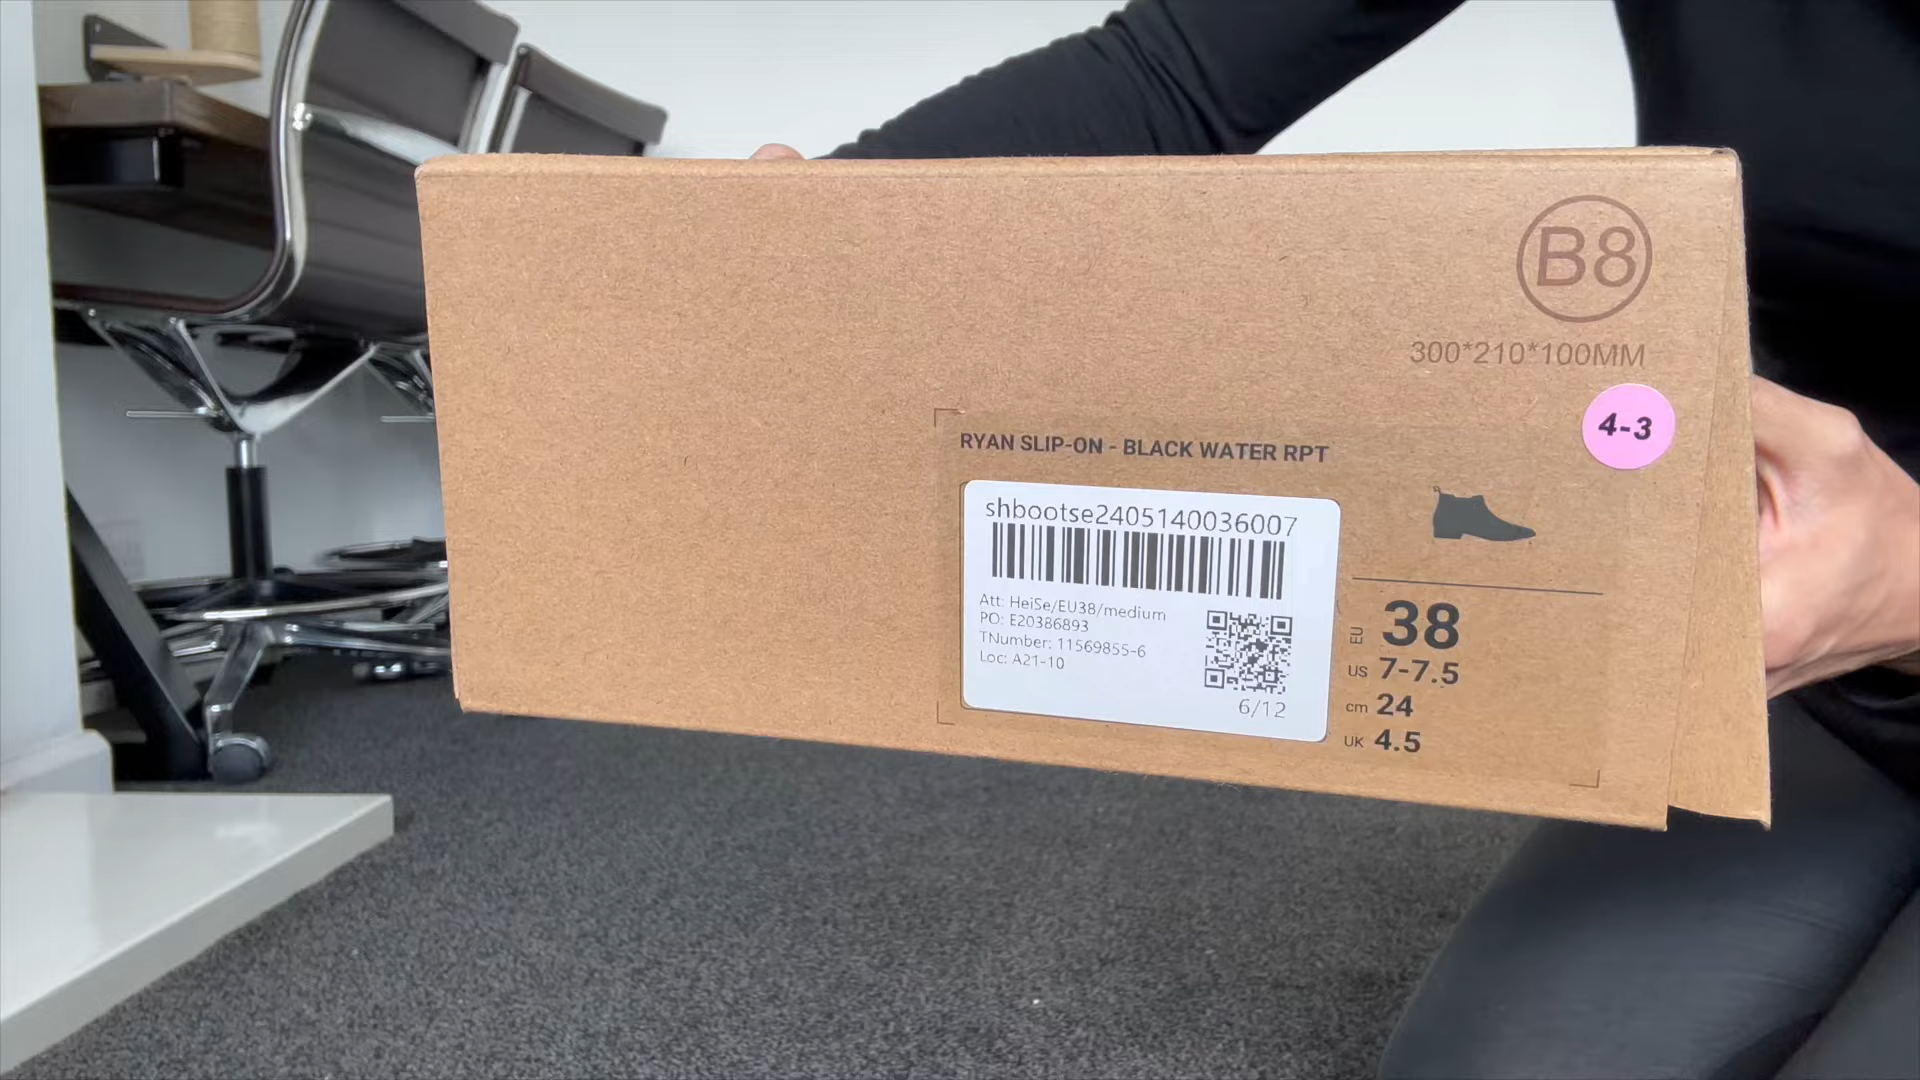 B8
300*210*100MM
4-3
RYAN SLIP-ON - BLACK WATER RPT
shbootse2405140036007
Att: HeiSe/EU38/medium
PO: E20386893
TNumber: 11569855-6
Loc: A21-10
6/12
EU 38
US 7-7.5
cm 24
UK 4.5